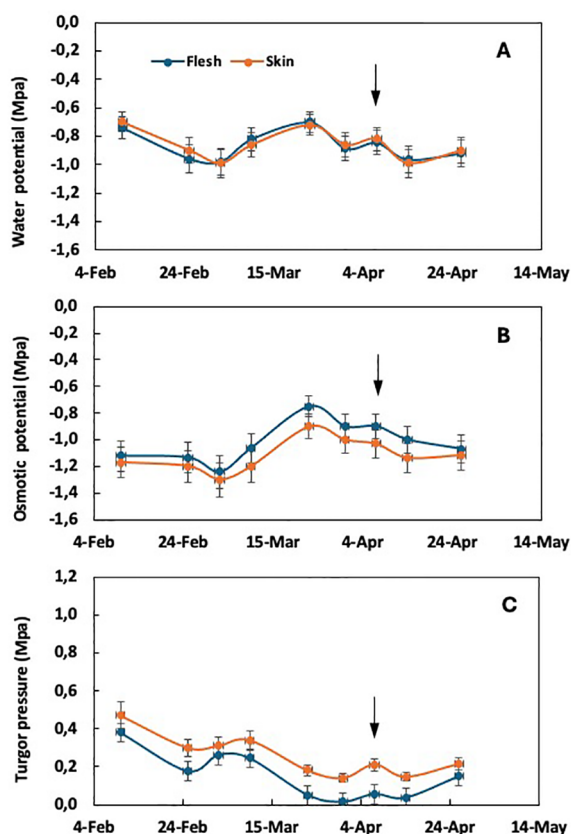 A
Flesh Skin
Water potential (Mpa)
0,0
-0,2
-0,4
-0,6
-0,8
-1,0
-1,2
-1,4
-1,6
4-Feb 24-Feb 15-Mar 4-Apr 24-Apr 14-May
B
Osmotic potential (Mpa)
0,0
-0,2
-0,4
-0,6
-0,8
-1,0
-1,2
-1,4
-1,6
4-Feb 24-Feb 15-Mar 4-Apr 24-Apr 14-May
C
Turgor pressure (Mpa)
1,2
1,0
0,8
0,6
0,4
0,2
0,0
4-Feb 24-Feb 15-Mar 4-Apr 24-Apr 14-May